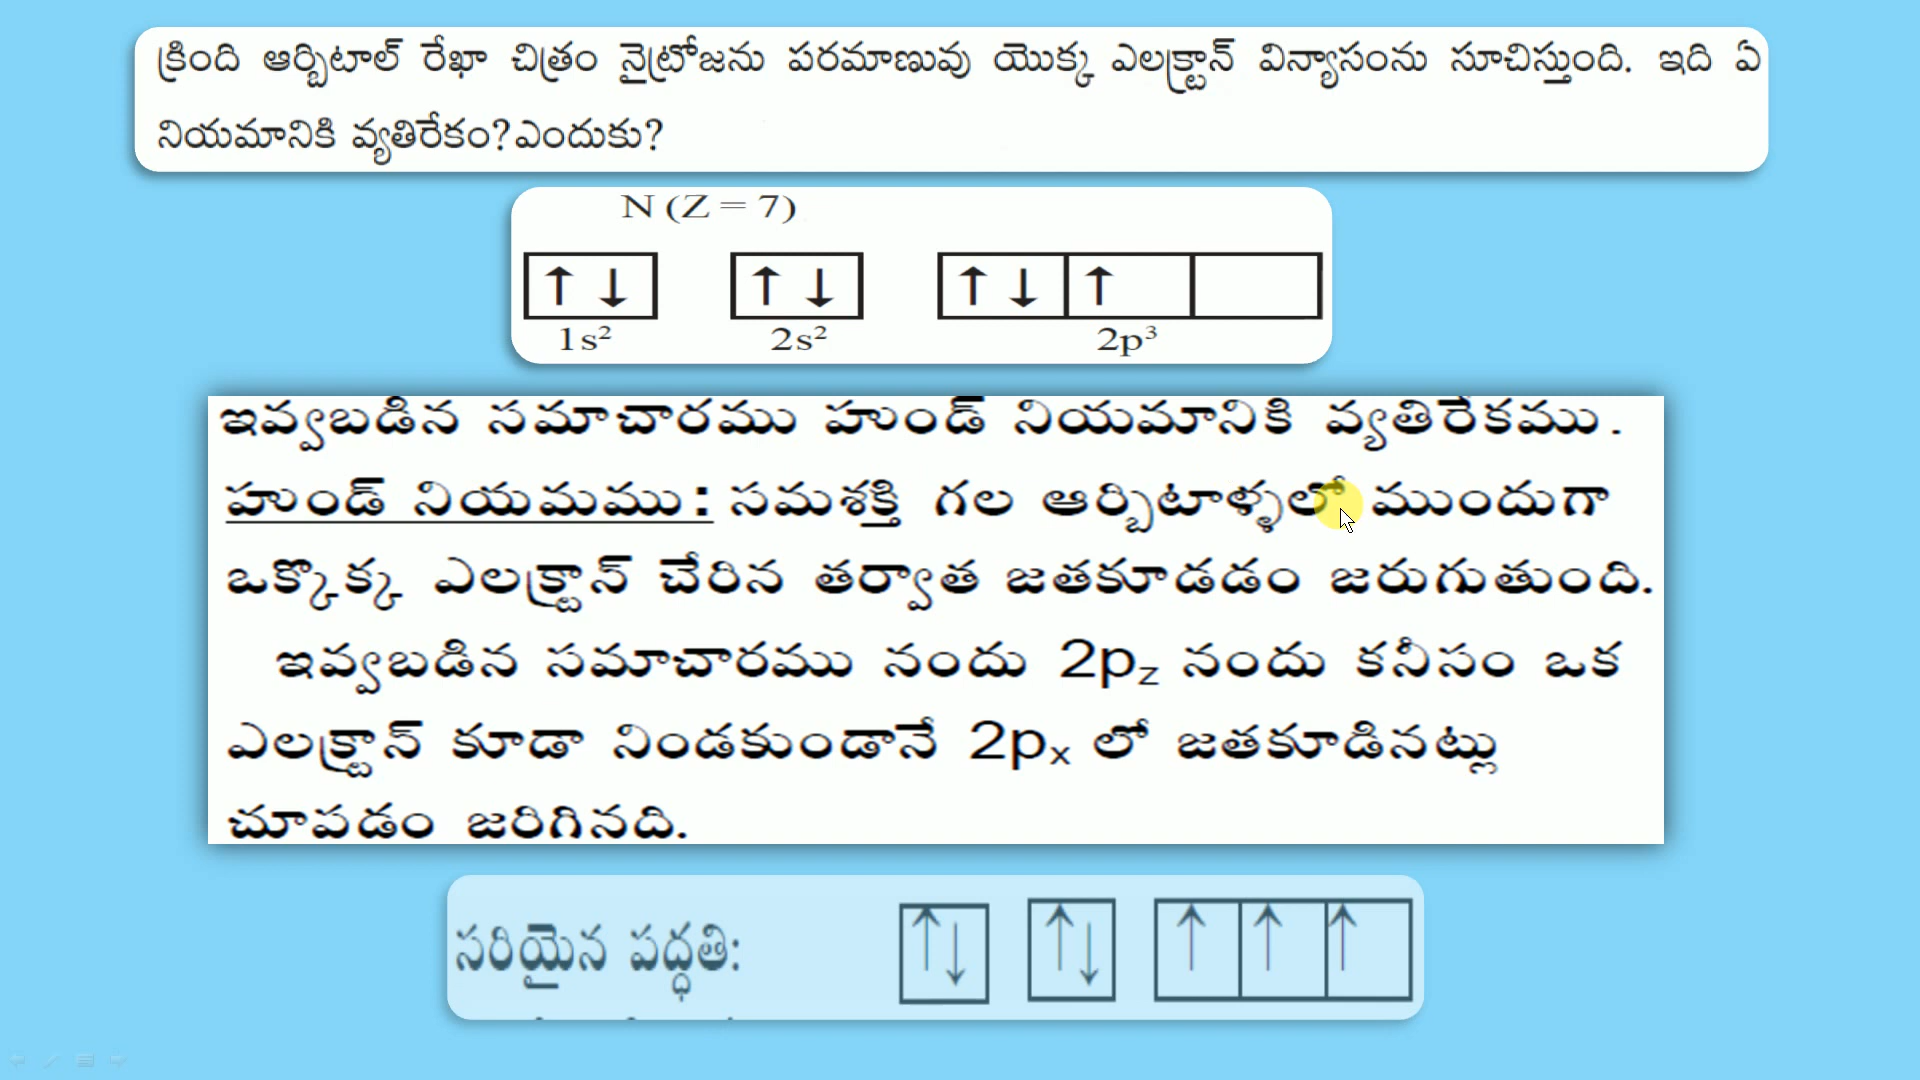 క్రింది ఆర్బిటాల్ రేఖా చిత్రం నైట్రోజను పరమాణువు యొక్క ఎలక్ట్రాన్ విన్యాసంను సూచిస్తుంది. ఇది ఏ
నియమానికి వ్యతిరేకం?ఎందుకు?
N (Z = 7)
↑ ↓ ↑ ↓ ↑ ↓ ↑
1s² 2s² 2p³
ఇవ్వబడిన సమాచారము హుండ్ నియమానికి వ్యతిరేకము.
హుండ్ నియమము: సమశక్తి గల ఆర్బిటాళ్ళలో ముందుగా
ఒక్కొక్క ఎలక్ట్రాన్ చేరిన తర్వాత జతకూడడం జరుగుతుంది.
ఇవ్వబడిన సమాచారము నందు 2p_z నందు కనీసం ఒక
ఎలక్ట్రాన్ కూడా నిండకుండానే 2pₓ లో జతకూడినట్లు
చూపడం జరిగినది.
సరియైన పద్ధతి: ↑↓ ↑↓ ↑ ↑ ↑